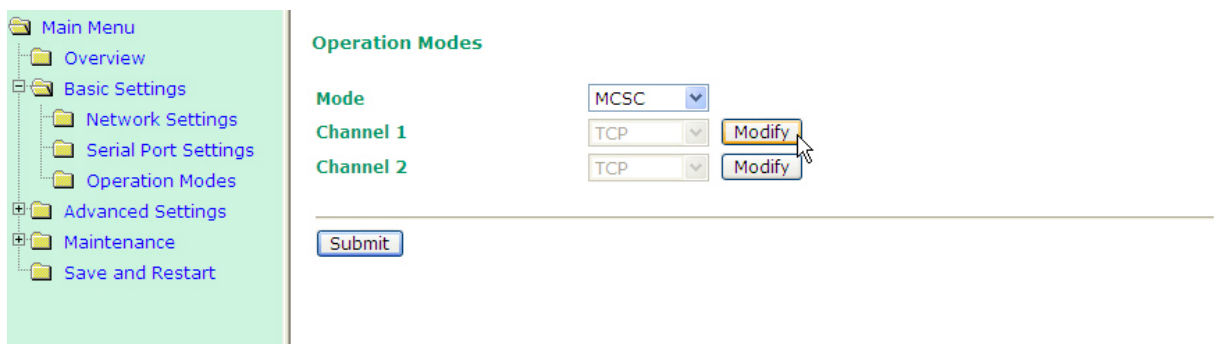 Main Menu
Overview
Basic Settings
Network Settings
Serial Port Settings
Operation Modes
Advanced Settings
Maintenance
Save and Restart
Operation Modes
Mode MCSC
Channel 1 TCP Modify
Channel 2 TCP Modify
Submit